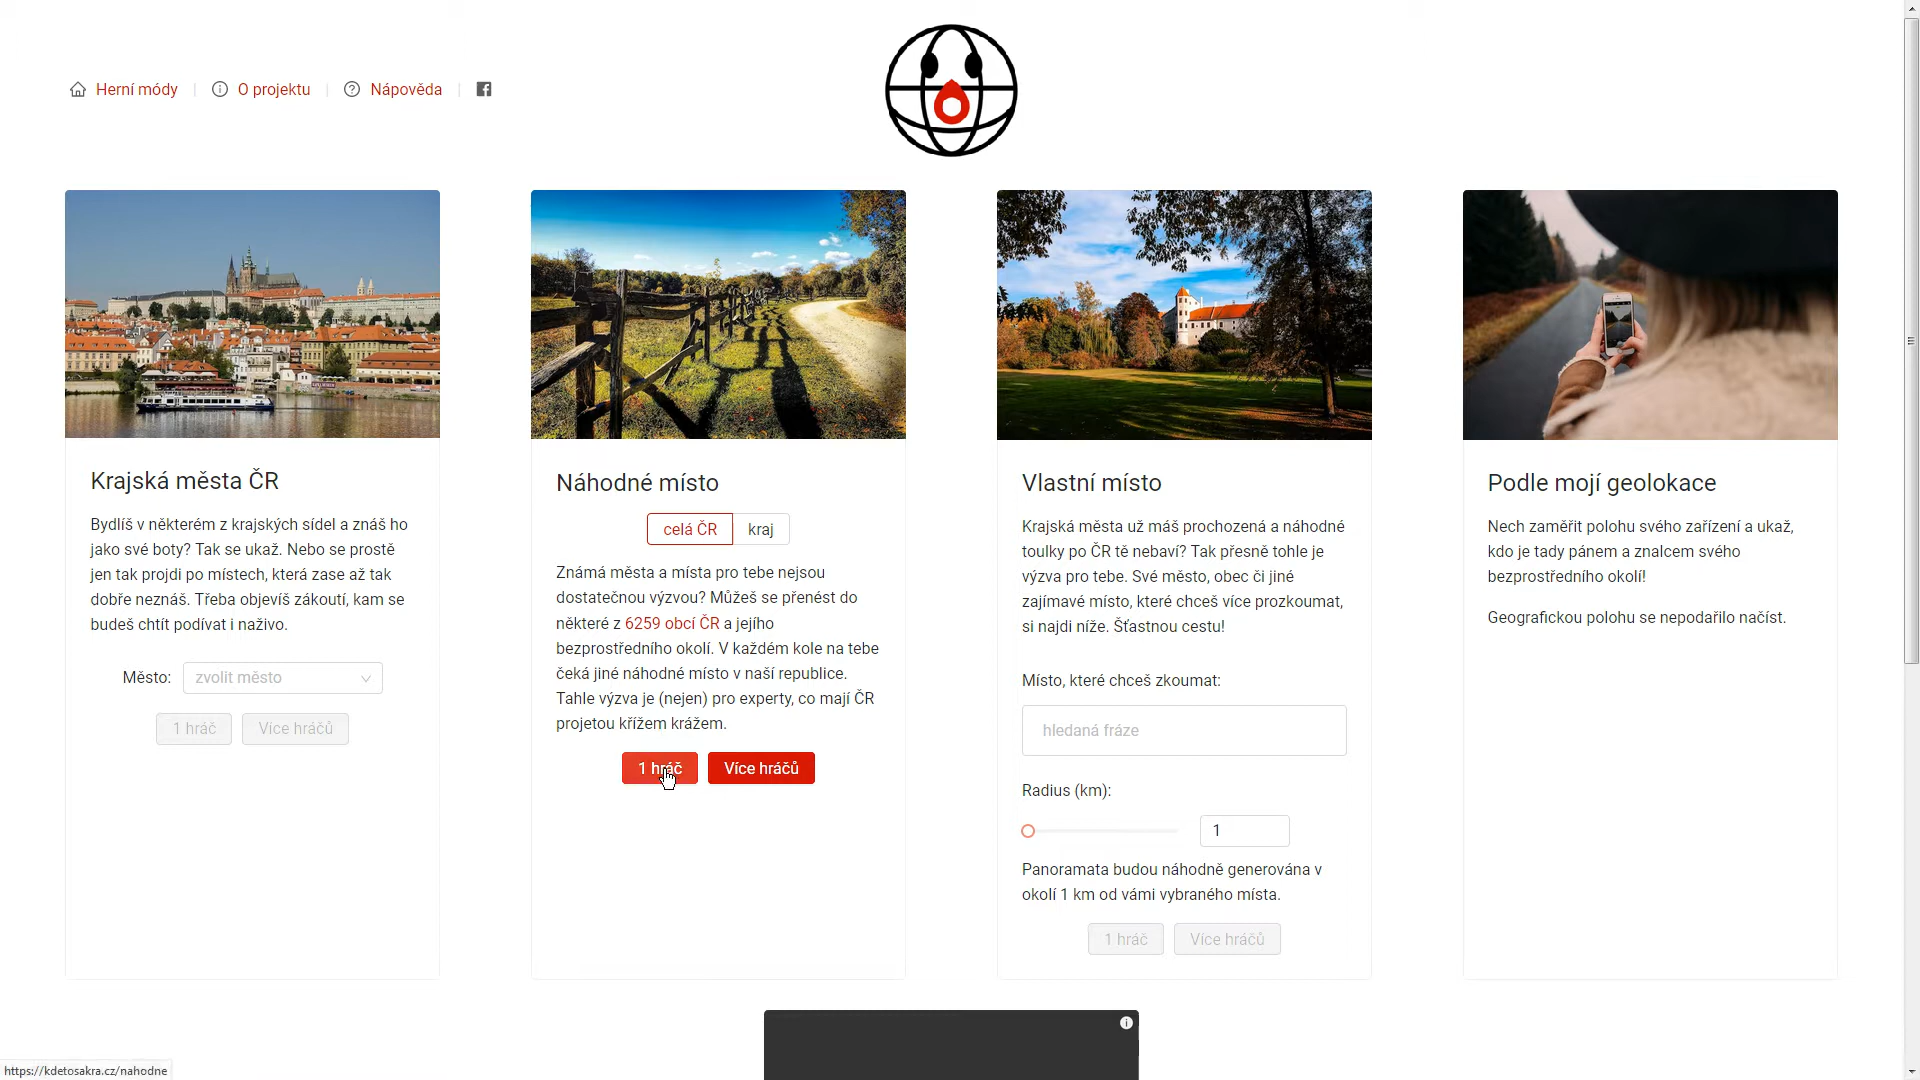 Herní módy
O projektu
Nápověda
Krajská města ČR
Bydlíš v některém z krajských sídel a znáš ho
jako své boty? Tak se ukaž. Nebo se prostě
jen tak projdi po místech, která zase až tak
dobře neznáš. Třeba objevíš zákoutí, kam se
budeš chtít podívat i naživo.
Město:
zvolit město
1 hráč
Více hráčů
Náhodné místo
celá ČR
kraj
Známá města a místa pro tebe nejsou
dostatečnou výzvou? Můžeš se přenést do
některé z 6259 obcí ČR a jejího
bezprostředního okolí. V každém kole na tebe
čeká jiné náhodné místo v naší republice.
Tahle výzva je (nejen) pro experty, co mají ČR
projetou křížem krážem.
1 hráč
Více hráčů
Vlastní místo
Krajská města už máš prochozená a náhodné
toulky po ČR tě nebaví? Tak přesně tohle je
výzva pro tebe. Své město, obec či jiné
zajímavé místo, které chceš více prozkoumat,
si najdi níže. Šťastnou cestu!
Místo, které chceš zkoumat:
hledaná fráze
Radius (km):
1
Panoramata budou náhodně generována v
okolí 1 km od vámi vybraného místa.
1 hráč
Více hráčů
Podle mojí geolokace
Nech zaměřit polohu svého zařízení a ukaž,
kdo je tady pánem a znalcem svého
bezprostředního okolí!
Geografickou polohu se nepodařilo načíst.
https://kdetosakra.cz/nahodne